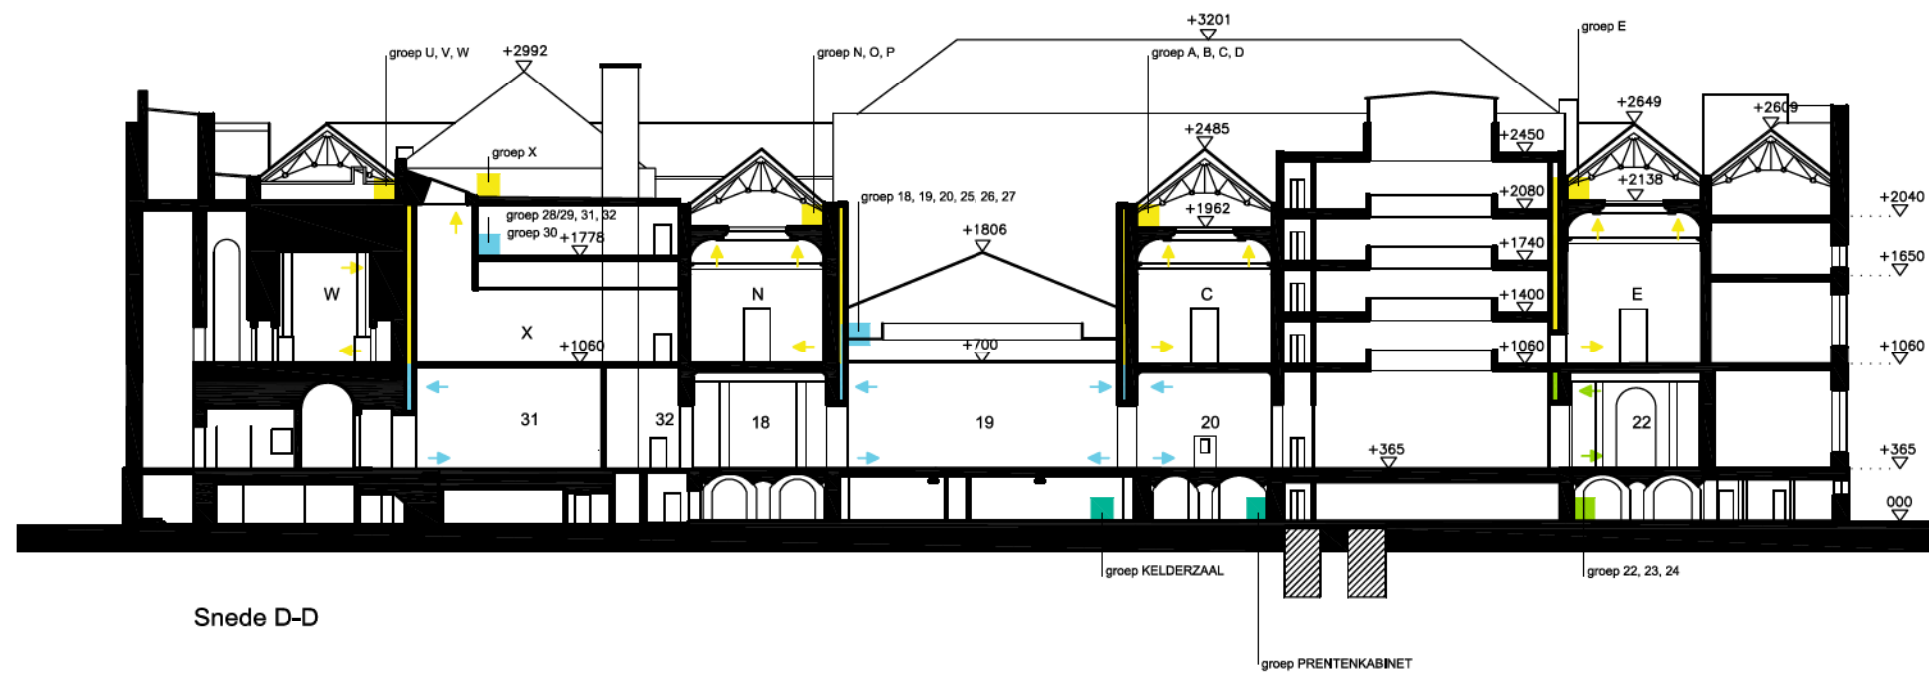 +3201
groep E
groep U, V, W
+2992
groep N, O, P
groep A, B, C, D
+2649
+2609
+2485
+2450
groep X
+2138
+2080
groep 18, 19, 20, 25, 26, 27
+2040
groep 28/29, 31, 32
+1962
groep 30
+1778
+1806
+1740
+1650
W
N
C
+1400
E
X
+1060
+700
+1060
+1060
31
32
18
19
20
22
+365
+365
000
groep KELDERZAAL
groep 22, 23, 24
Snede D-D
groep PRENTENKABINET